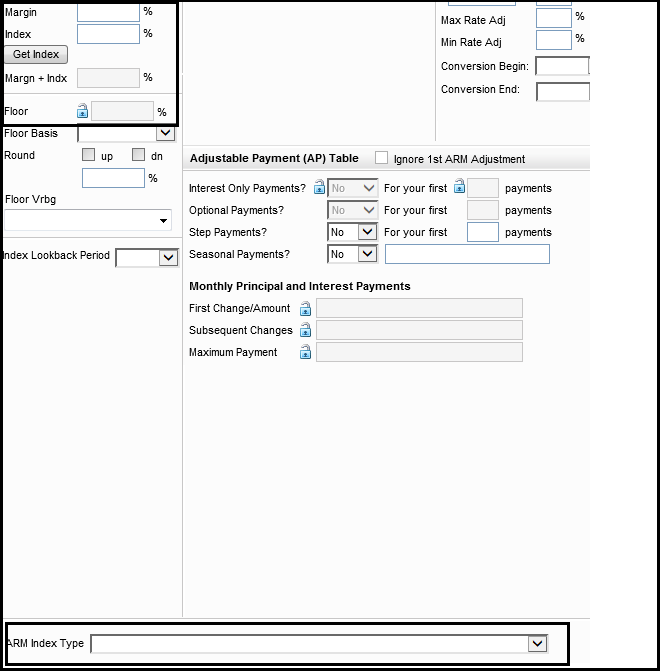 Margin %
Index %
Get Index
Margn + Indx %
Floor %
Floor Basis
Round up dn
%
Floor Vrbg
Index Lookback Period
Max Rate Adj %
Min Rate Adj %
Conversion Begin:
Conversion End:
Adjustable Payment (AP) Table Ignore 1st ARM Adjustment
Interest Only Payments? No For your first payments
Optional Payments? No For your first payments
Step Payments? No For your first payments
Seasonal Payments? No
Monthly Principal and Interest Payments
First Change/Amount
Subsequent Changes
Maximum Payment
ARM Index Type